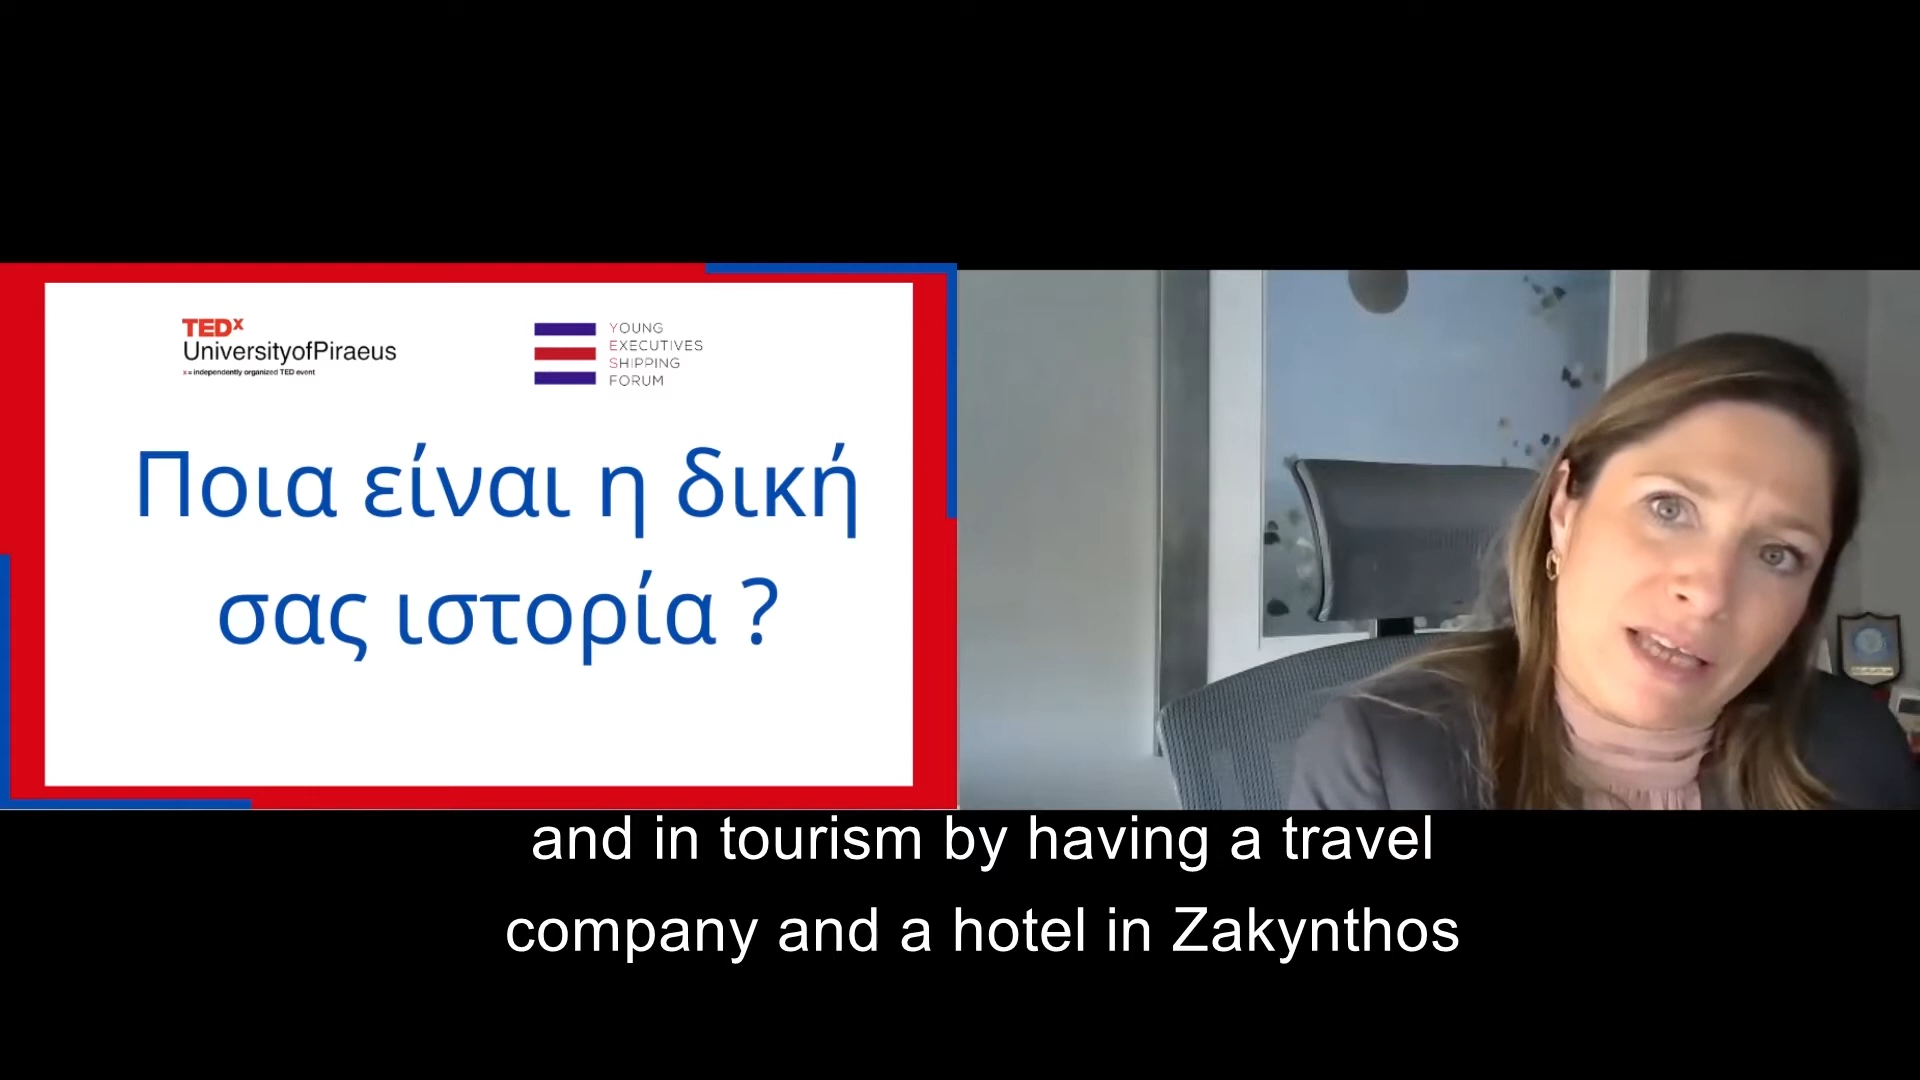 TEDx
UniversityofPiraeus
x = independently organized TED event
YOUNG
EXECUTIVES
SHIPPING
FORUM
Ποια είναι η δική
σας ιστορία ?
and in tourism by having a travel
company and a hotel in Zakynthos